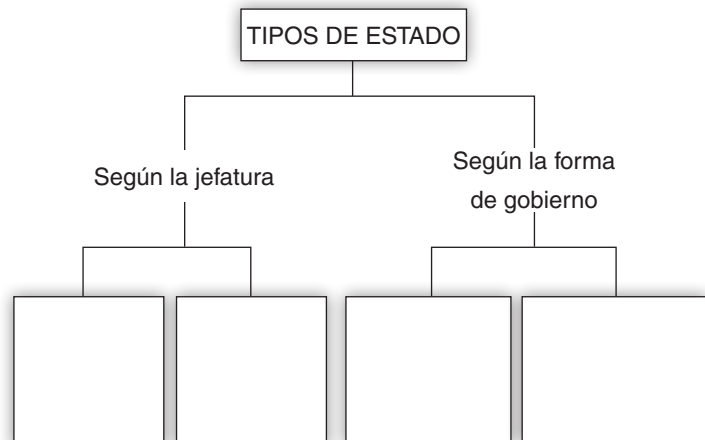 TIPOS DE ESTADO
Según la jefatura
Según la forma
de gobierno